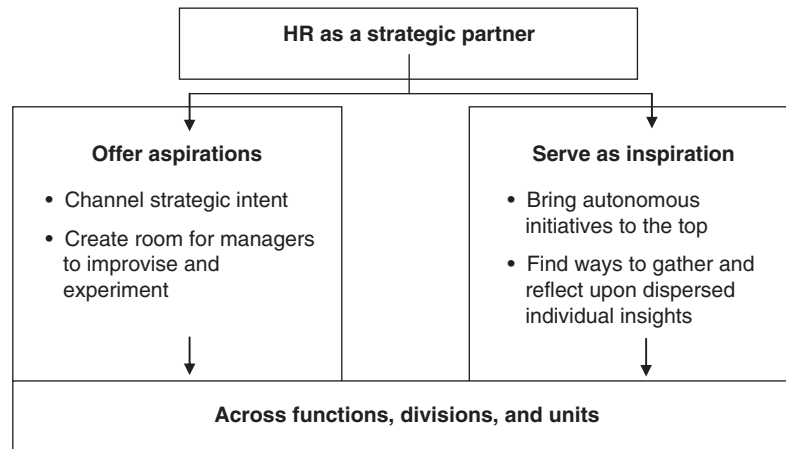 HR as a strategic partner
Offer aspirations
• Channel strategic intent
• Create room for managers
to improvise and
experiment
Serve as inspiration
• Bring autonomous
initiatives to the top
• Find ways to gather and
reflect upon dispersed
individual insights
Across functions, divisions, and units